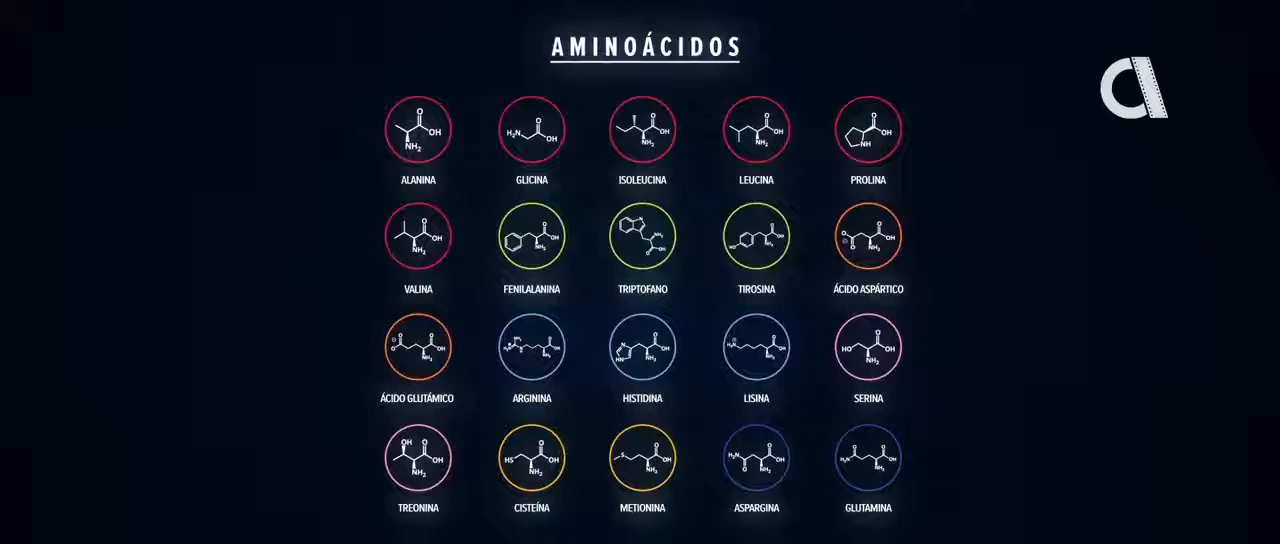 AMINOÁCIDOS
ALANINA GLICINA ISOLEUCINA LEUCINA PROLINA
VALINA FENILALANINA TRIPTOFANO TIROSINA ÁCIDO ASPÁRTICO
ÁCIDO GLUTÁMICO ARGININA HISTIDINA LISINA SERINA
TREONINA CISTEÍNA METIONINA ASPARGINA GLUTAMINA